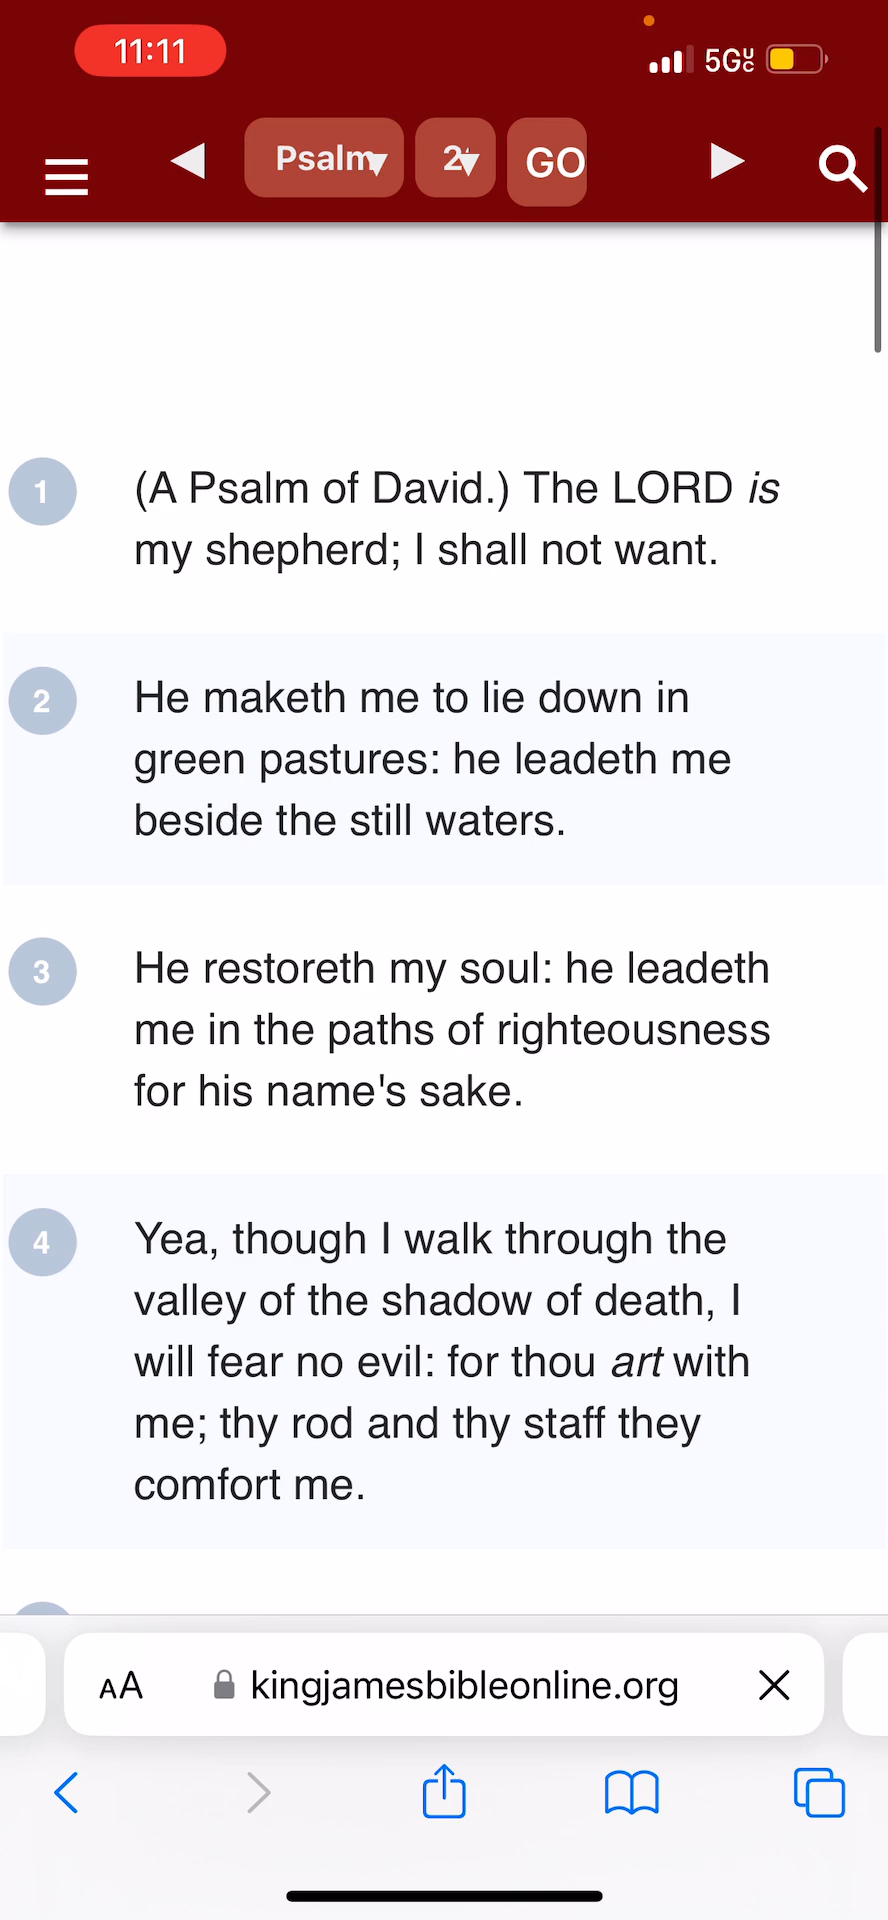 11:11
5GUC
Psalm
2
GO
1
(A Psalm of David.) The LORD is
my shepherd; I shall not want.
2
He maketh me to lie down in
green pastures: he leadeth me
beside the still waters.
3
He restoreth my soul: he leadeth
me in the paths of righteousness
for his name's sake.
4
Yea, though I walk through the
valley of the shadow of death, I
will fear no evil: for thou art with
me; thy rod and thy staff they
comfort me.
AA kingjamesbibleonline.org